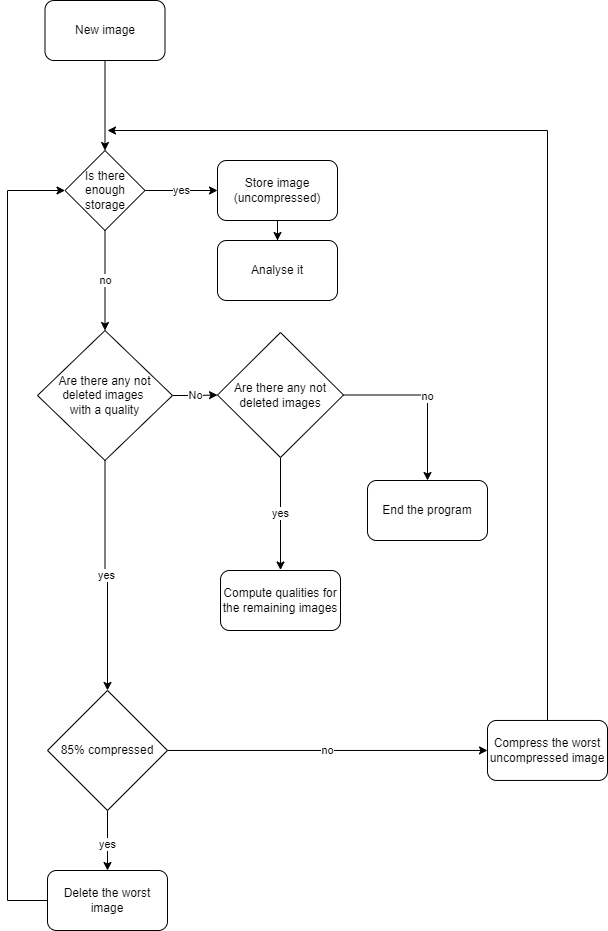 New image
Is there
enough
storage
yes
Store image
(uncompressed)
Analyse it
no
Are there any not
deleted images
with a quality
No
Are there any not
deleted images
no
End the program
yes
Compute qualities for
the remaining images
yes
85% compressed
no
Compress the worst
uncompressed image
yes
Delete the worst
image